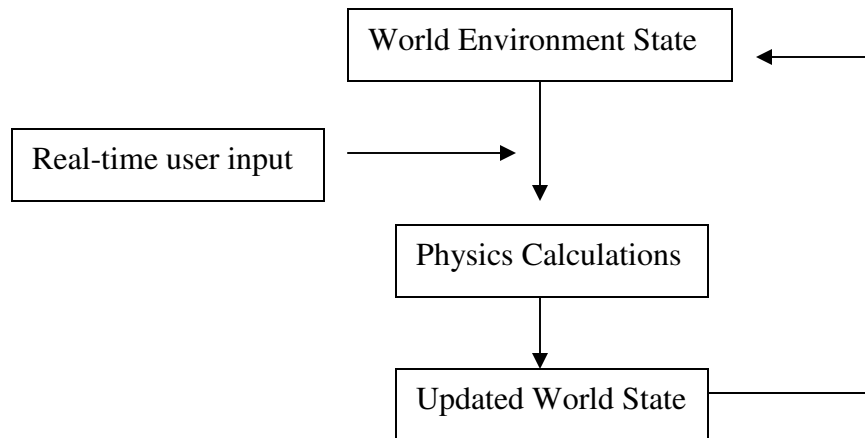 World Environment State
Real-time user input
Physics Calculations
Updated World State